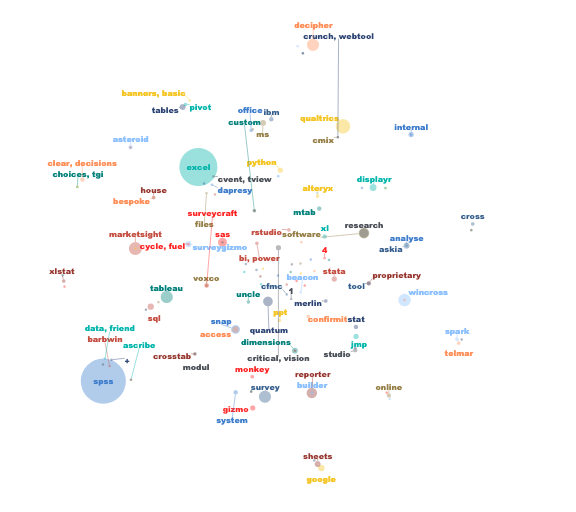 decipher
crunch, webtool
banners, basic
tables
pivot
office
ibm
custom
ms
qualtrics
cmix
internal
asteroid
clear, decisions
choices, tgi
excel
python
cvent, tview
dapresy
displayr
house
bespoke
alteryx
mtab
surveycraft
files
cross
marketsight
sas
cycle, fuel
surveygizmo
rstudio
software
xl
research
analyse
askia
4
bi, power
xlstat
voxco
tableau
uncle
cfmc
beacon
1
stata
proprietary
tool
merlin
wincross
sql
ppt
confirmit
stat
snap
access
quantum
data, friend
barbwin
ascribe
dimensions
jmp
spark
telmar
crosstab
modul
critical, vision
studio
+
spss
monkey
reporter
builder
survey
online
gizmo
system
sheets
google